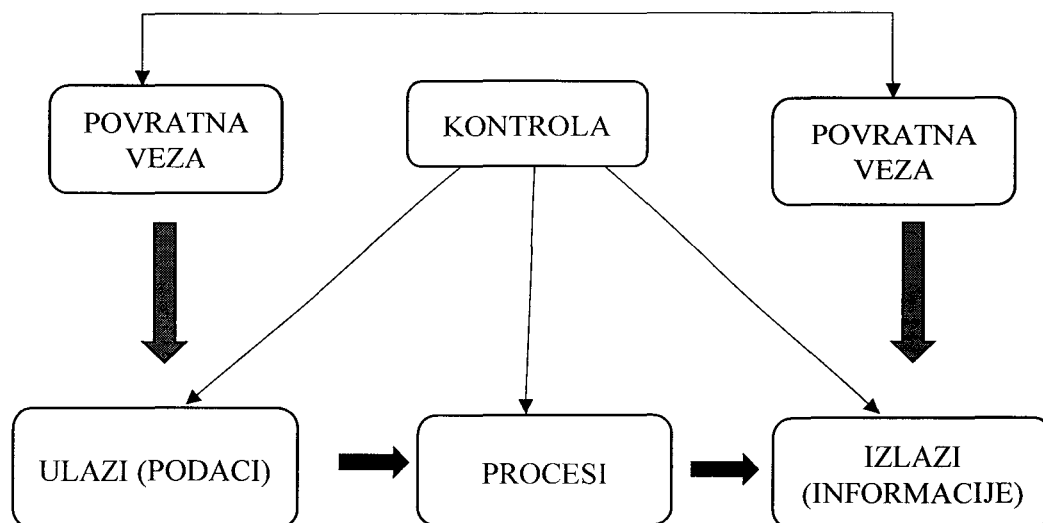 POVRATNA
VEZA
KONTROLA
POVRATNA
VEZA
ULAZI (PODACI)
PROCESI
IZLAZI
(INFORMACIJE)